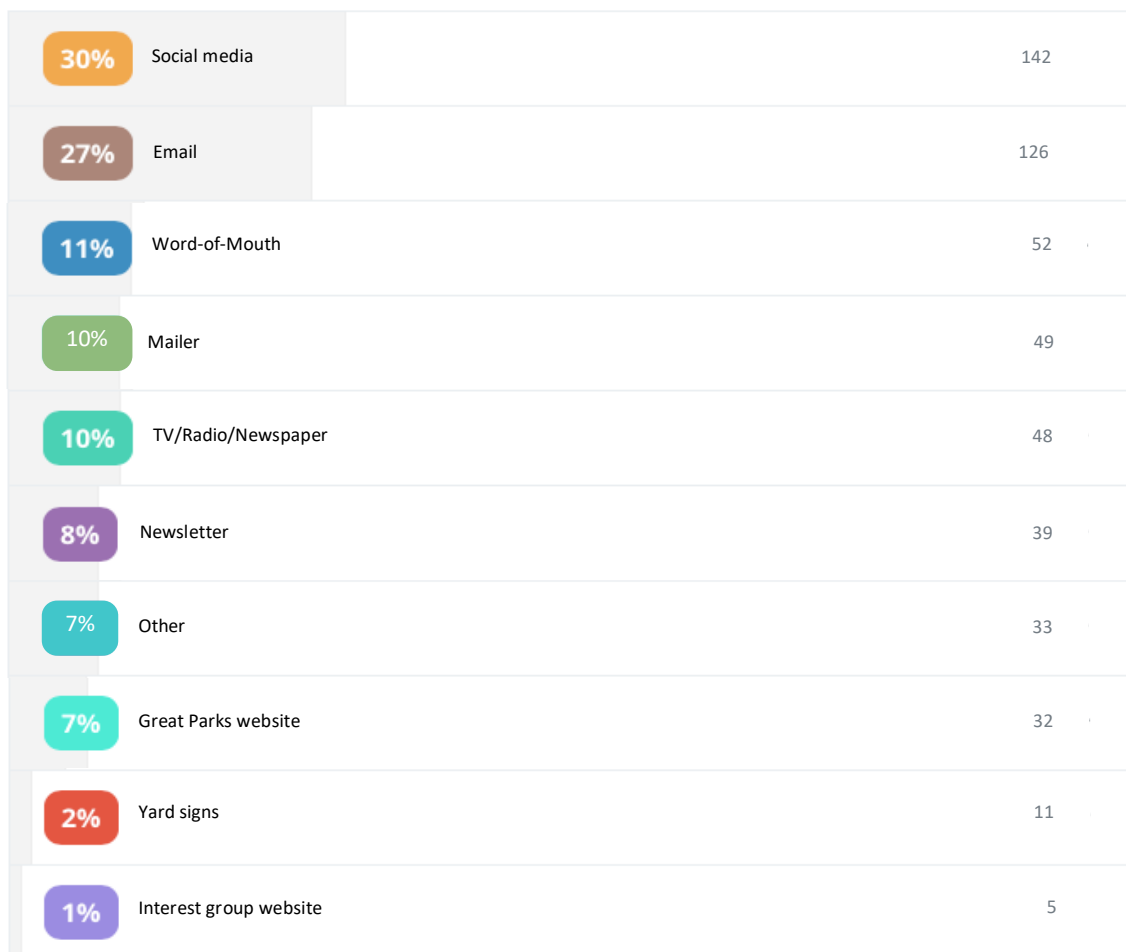 30% Social media 142
27% Email 126
11% Word-of-Mouth 52
10% Mailer 49
10% TV/Radio/Newspaper 48
8% Newsletter 39
7% Other 33
7% Great Parks website 32
2% Yard signs 11
1% Interest group website 5